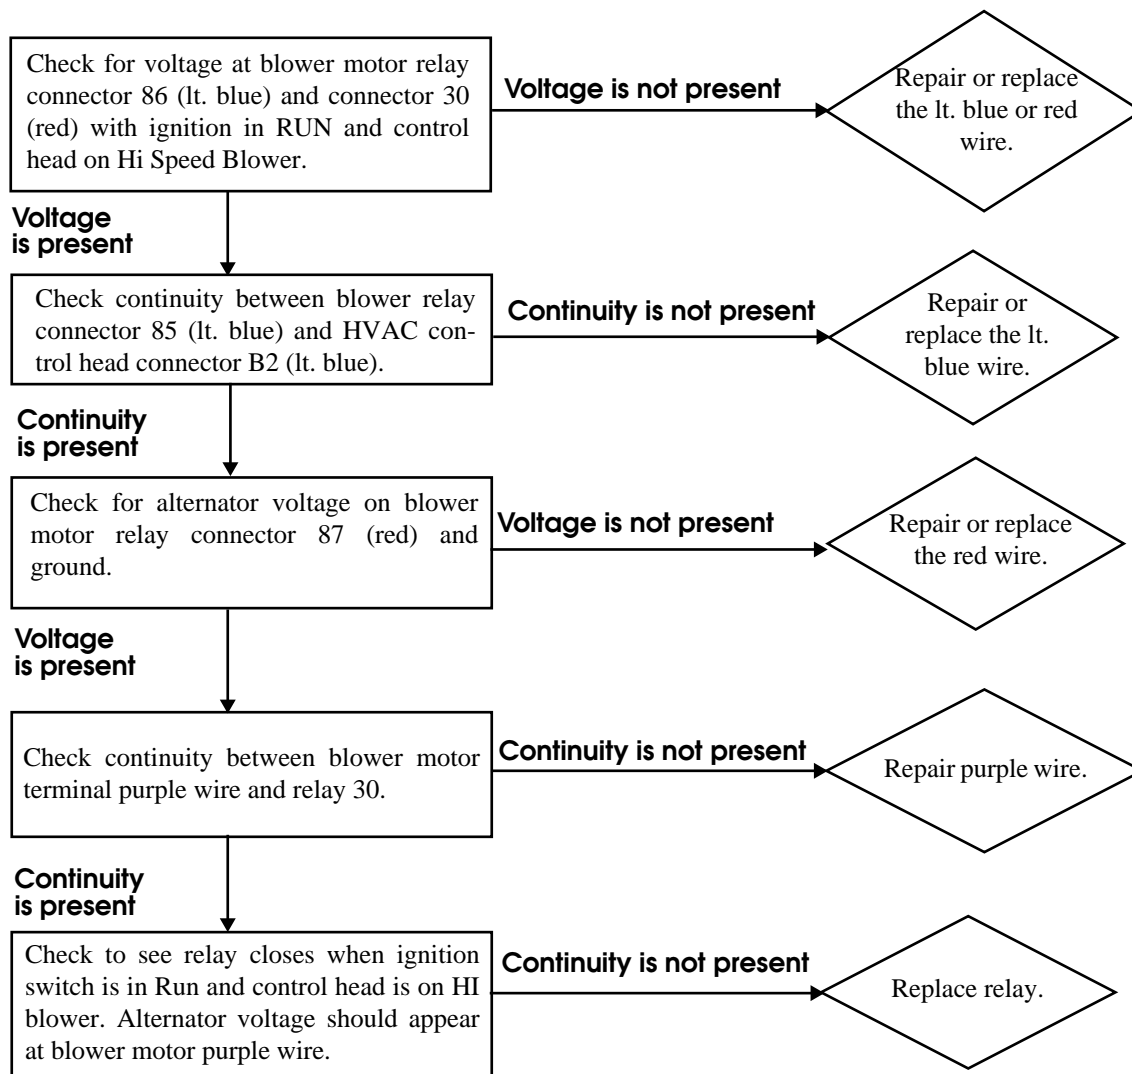 Check for voltage at blower motor relay
connector 86 (lt. blue) and connector 30
(red) with ignition in RUN and control
head on Hi Speed Blower.
Voltage is not present
Repair or replace
the lt. blue or red
wire.
Voltage
is present
Check continuity between blower relay
connector 85 (lt. blue) and HVAC con-
trol head connector B2 (lt. blue).
Continuity is not present
Repair or
replace the lt.
blue wire.
Continuity
is present
Check for alternator voltage on blower
motor relay connector 87 (red) and
ground.
Voltage is not present
Repair or replace
the red wire.
Voltage
is present
Check continuity between blower motor
terminal purple wire and relay 30.
Continuity is not present
Repair purple wire.
Continuity
is present
Check to see relay closes when ignition
switch is in Run and control head is on HI
blower. Alternator voltage should appear
at blower motor purple wire.
Continuity is not present
Replace relay.